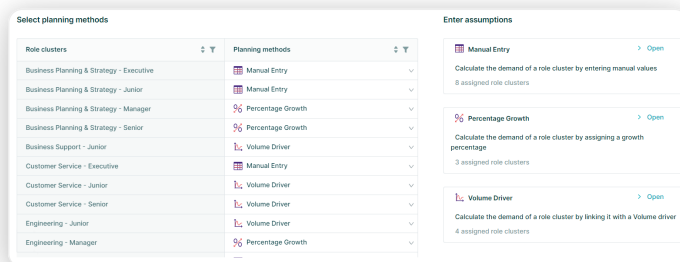 Select planning methods
Role clusters Planning methods
Business Planning & Strategy - Executive Manual Entry
Business Planning & Strategy - Junior Manual Entry
Business Planning & Strategy - Manager Percentage Growth
Business Planning & Strategy - Senior Percentage Growth
Business Support - Junior Volume Driver
Customer Service - Executive Manual Entry
Customer Service - Junior Volume Driver
Customer Service - Senior Volume Driver
Engineering - Junior Volume Driver
Engineering - Manager Percentage Growth
Enter assumptions
Manual Entry > Open
Calculate the demand of a role cluster by entering manual values
8 assigned role clusters
Percentage Growth > Open
Calculate the demand of a role cluster by assigning a growth
percentage
3 assigned role clusters
Volume Driver > Open
Calculate the demand of a role cluster by linking it with a Volume driver
4 assigned role clusters